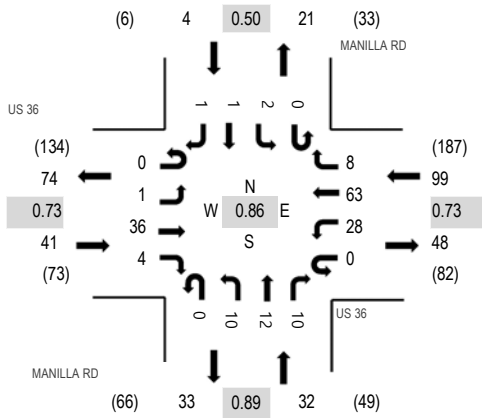 (6) 4 0.50 21 (33)
MANILLA RD
US 36
1 1 2 0
(134) 0 8 (187)
74 1 63 99
N
0.73 W 0.86 E 0.73
S
41 36 28 48
(73) 4 0 (82)
0 10 12 10
US 36
MANILLA RD
(66) 33 0.89 32 (49)